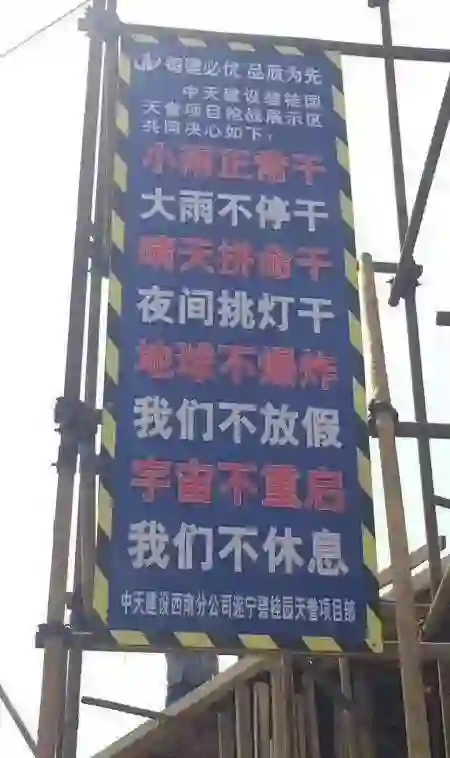 每建必优 品质为先
中天建设碧桂园
天誉项目抢战展示区
共同决心如下：
小雨正常干
大雨不停干
晴天拼命干
夜间挑灯干
地球不爆炸
我们不放假
宇宙不重启
我们不休息
中天建设西南分公司遂宁碧桂园天誉项目部